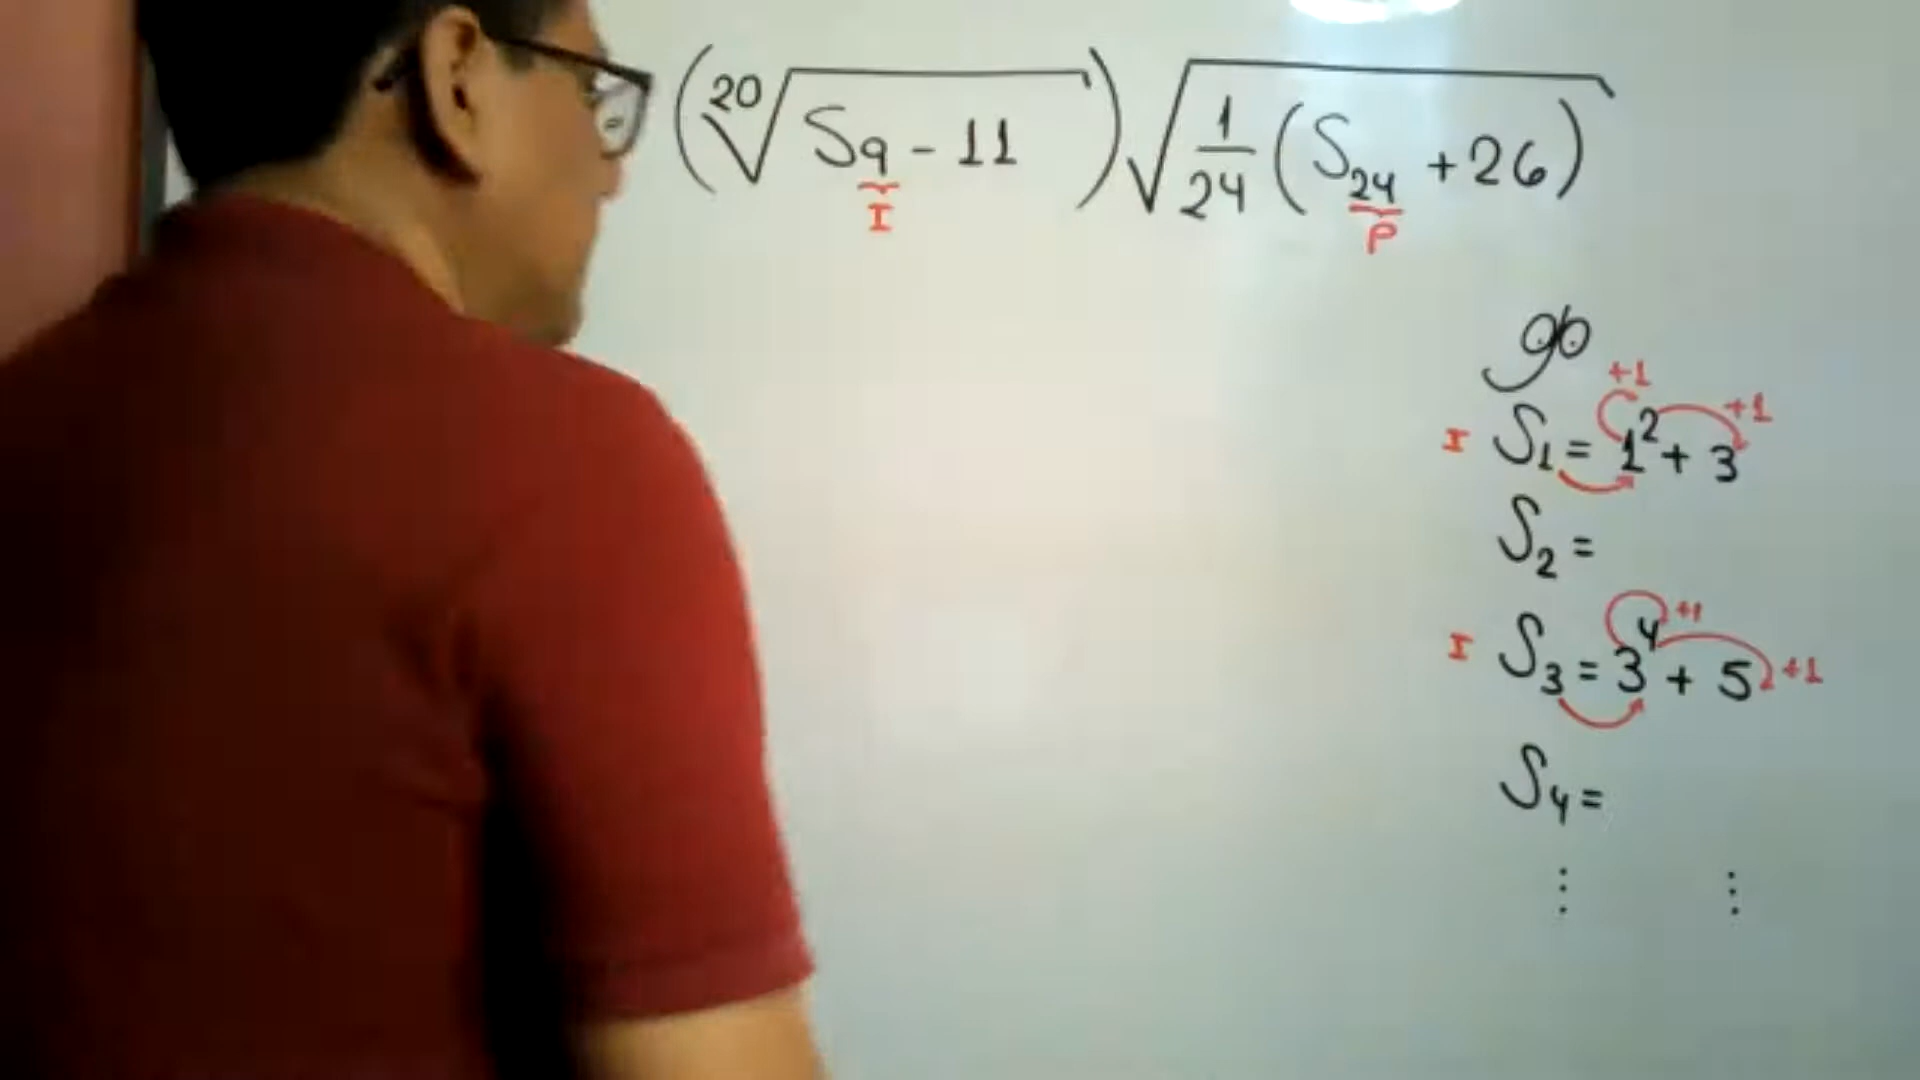 (²⁰√(S₉ - 11)) √(1/24 (S₂₄ + 26))
I P
+1
I S₁ = 1² + 3 +1
S₂ =
+1
I S₃ = 3⁴ + 5 +1
S₄ =
⋮ ⋮